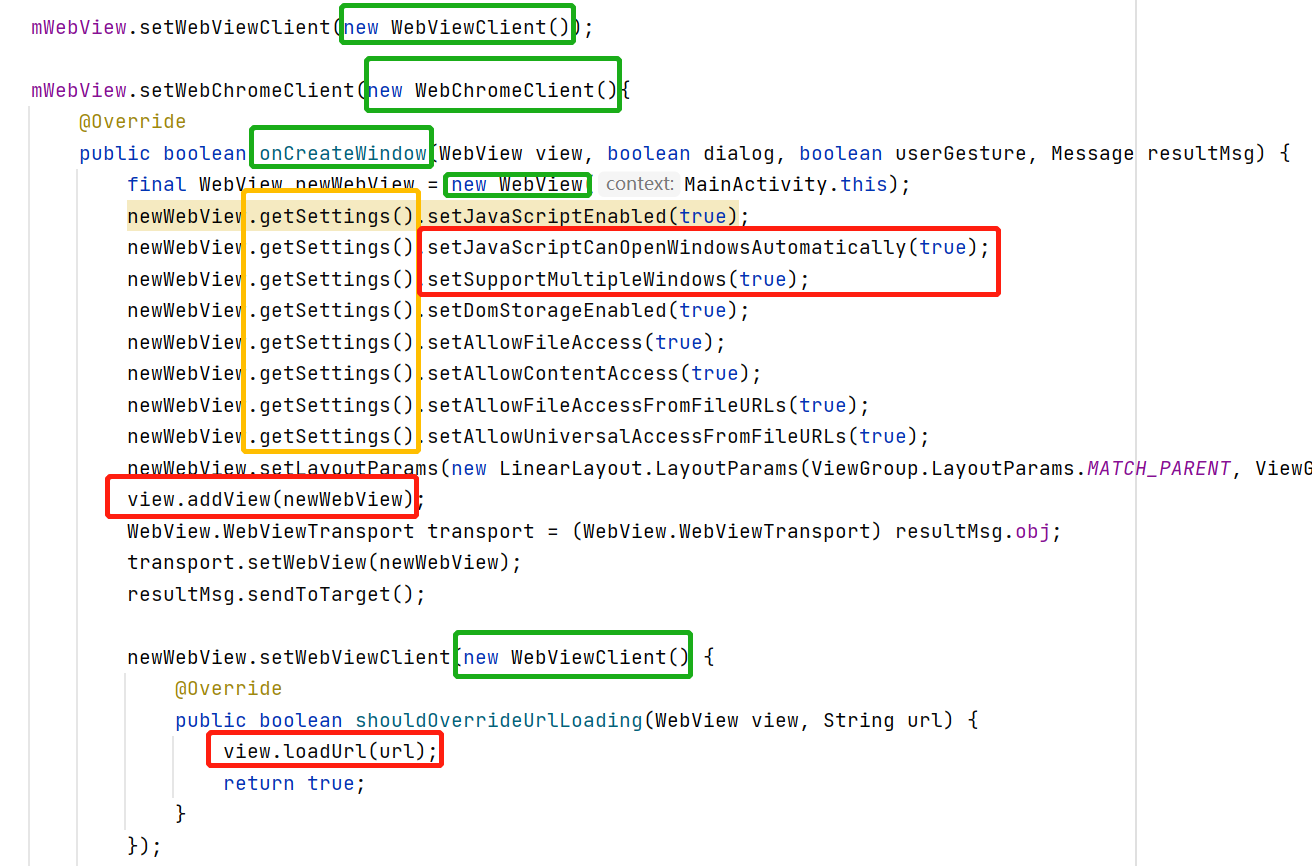 mWebView.setWebViewClient(new WebViewClient());
mWebView.setWebChromeClient(new WebChromeClient(){
@Override
public boolean onCreateWindow(WebView view, boolean dialog, boolean userGesture, Message resultMsg) {
final WebView newWebView = new WebView( context: MainActivity.this);
newWebView.getSettings().setJavaScriptEnabled(true);
newWebView.getSettings().setJavaScriptCanOpenWindowsAutomatically(true);
newWebView.getSettings().setSupportMultipleWindows(true);
newWebView.getSettings().setDomStorageEnabled(true);
newWebView.getSettings().setAllowFileAccess(true);
newWebView.getSettings().setAllowContentAccess(true);
newWebView.getSettings().setAllowFileAccessFromFileURLs(true);
newWebView.getSettings().setAllowUniversalAccessFromFileURLs(true);
newWebView.setLayoutParams(new LinearLayout.LayoutParams(ViewGroup.LayoutParams.MATCH_PARENT, ViewG
view.addView(newWebView);
WebView.WebViewTransport transport = (WebView.WebViewTransport) resultMsg.obj;
transport.setWebView(newWebView);
resultMsg.sendToTarget();
newWebView.setWebViewClient(new WebViewClient() {
@Override
public boolean shouldOverrideUrlLoading(WebView view, String url) {
view.loadUrl(url);
return true;
}
});